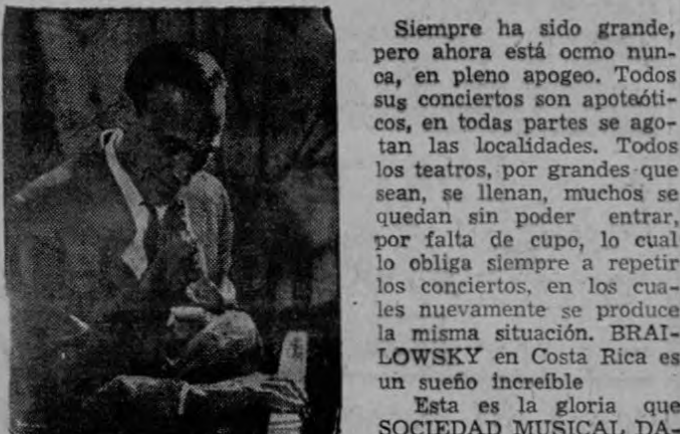 Siempre ha sido grande,
pero ahora está ocmo nun-
ca, en pleno apogeo. Todos
sus conciertos son apoteóti-
cos, en todas partes se ago-
tan las localidades. Todos
los teatros, por grandes que
sean, se llenan, muchos se
quedan sin poder entrar,
por falta de cupo, lo cual
lo obliga siempre a repetir
los conciertos, en los cua-
les nuevamente se produce
la misma situación. BRAI-
LOWSKY en Costa Rica es
un sueño increíble
Esta es la gloria que
SOCIEDAD MUSICAL DA-